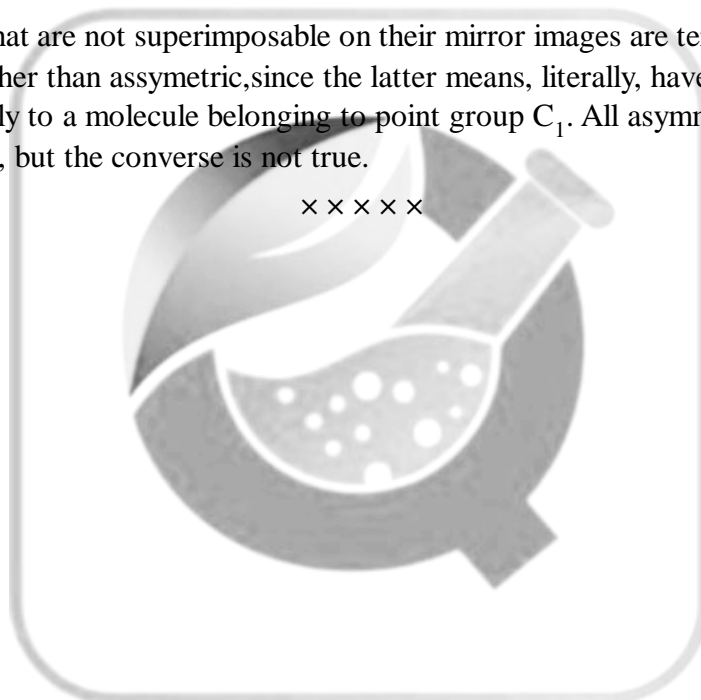 hat are not superimposable on their mirror images are te
her than assymetric,since the latter means, literally, have
ly to a molecule belonging to point group C₁. All asymm
, but the converse is not true.
× × × × ×